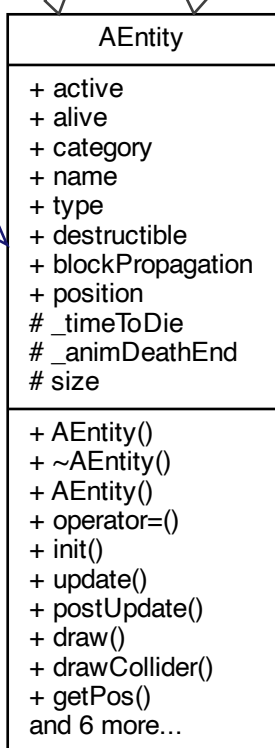 AEntity
+ active
+ alive
+ category
+ name
+ type
+ destructible
+ blockPropagation
+ position
# _timeToDie
# _animDeathEnd
# size
+ AEntity()
+ ~AEntity()
+ AEntity()
+ operator=()
+ init()
+ update()
+ postUpdate()
+ draw()
+ drawCollider()
+ getPos()
and 6 more...